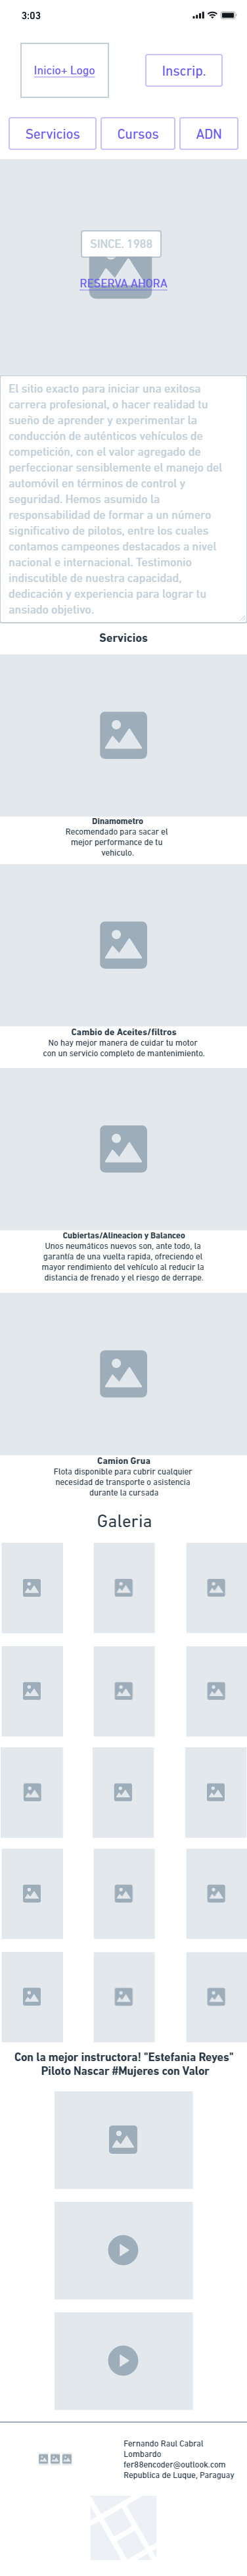 3:03
Inicio+ Logo
Inscrip.
Servicios
Cursos
ADN
SINCE. 1988
RESERVA AHORA
El sitio exacto para iniciar una exitosa
carrera profesional, o hacer realidad tu
sueño de aprender y experimentar la
conducción de auténticos vehículos de
competición, con el valor agregado de
perfeccionar sensiblemente el manejo del
automóvil en términos de control y
seguridad. Hemos asumido la
responsabilidad de formar a un número
significativo de pilotos, entre los cuales
contamos campeones destacados a nivel
nacional e internacional. Testimonio
indiscutible de nuestra capacidad,
dedicación y experiencia para lograr tu
ansiado objetivo.
Servicios
Dinamometro
Recomendado para sacar el
mejor performance de tu
vehiculo.
Cambio de Aceites/filtros
No hay mejor manera de cuidar tu motor
con un servicio completo de mantenimiento.
Cubiertas/Alineacion y Balanceo
Unos neumáticos nuevos son, ante todo, la
garantía de una vuelta rapida, ofreciendo el
mayor rendimiento del vehículo al reducir la
distancia de frenado y el riesgo de derrape.
Camion Grua
Flota disponible para cubrir cualquier
necesidad de transporte o asistencia
durante la cursada
Galeria
Con la mejor instructora! "Estefania Reyes"
Piloto Nascar #Mujeres con Valor
Fernando Raul Cabral
Lombardo
fer88encoder@outlook.com
Republica de Luque, Paraguay